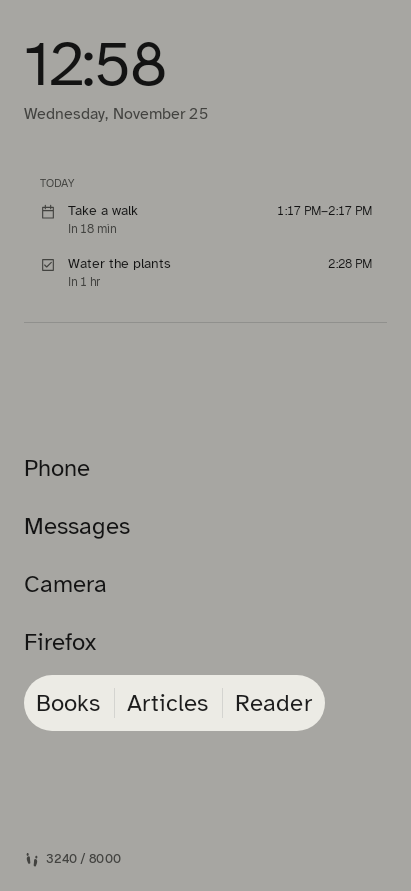 12:58
Wednesday, November 25
TODAY
Take a walk 1:17 PM–2:17 PM
In 18 min
Water the plants 2:28 PM
In 1 hr
Phone
Messages
Camera
Firefox
Books Articles Reader
3240 / 8000